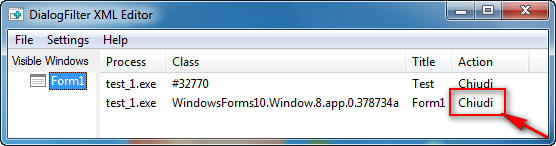 DialogFilter XML Editor
File Settings Help
Visible Windows
Form1
Process Class Title Action
test_1.exe #32770 Test Chiudi
test_1.exe WindowsForms10.Window.8.app.0.378734a Form1 Chiudi